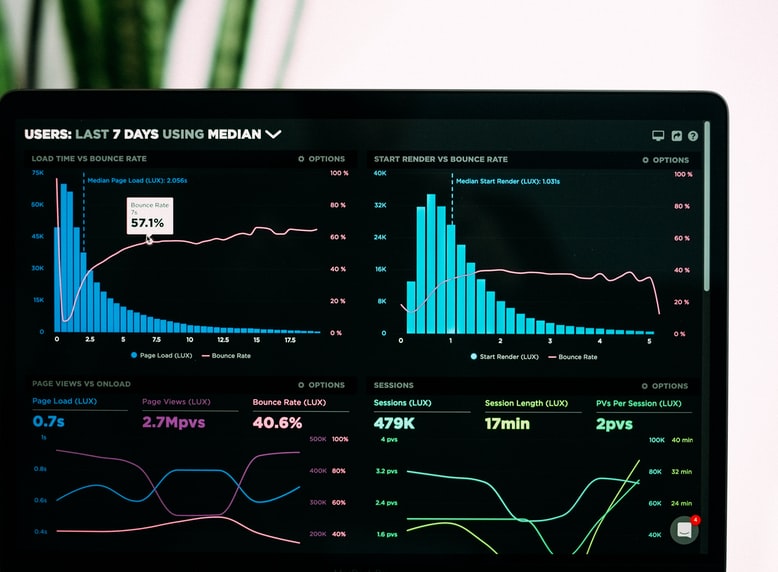 USERS: LAST 7 DAYS USING MEDIAN
LOAD TIME VS BOUNCE RATE
OPTIONS
75K
60K
45K
30K
15K
0
100 %
80 %
60 %
40 %
20 %
0 %
Median Page Load (LUX): 2.056s
Bounce Rate
7s
57.1%
0 2.5 5 7.5 10 12.5 15 17.5
Page Load (LUX) Bounce Rate
START RENDER VS BOUNCE RATE
OPTIONS
40K
32K
24K
16K
8K
0
100 %
80 %
60 %
40 %
20 %
0 %
Median Start Render (LUX): 1.031s
0 1 2 3 4 5
Start Render (LUX) Bounce Rate
PAGE VIEWS VS ONLOAD
OPTIONS
Page Load (LUX) Page Views (LUX) Bounce Rate (LUX)
0.7s 2.7Mpvs 40.6%
1s 500K 100%
0.8s 400K 80%
0.6s 300K 60%
0.4s 200K 40%
SESSIONS
OPTIONS
Sessions (LUX) Session Length (LUX) PVs Per Session (LUX)
479K 17min 2pvs
4 pvs 100K 40 min
3.2 pvs 80K 32 min
2.4 pvs 60K 24 min
1.6 pvs 40K
4